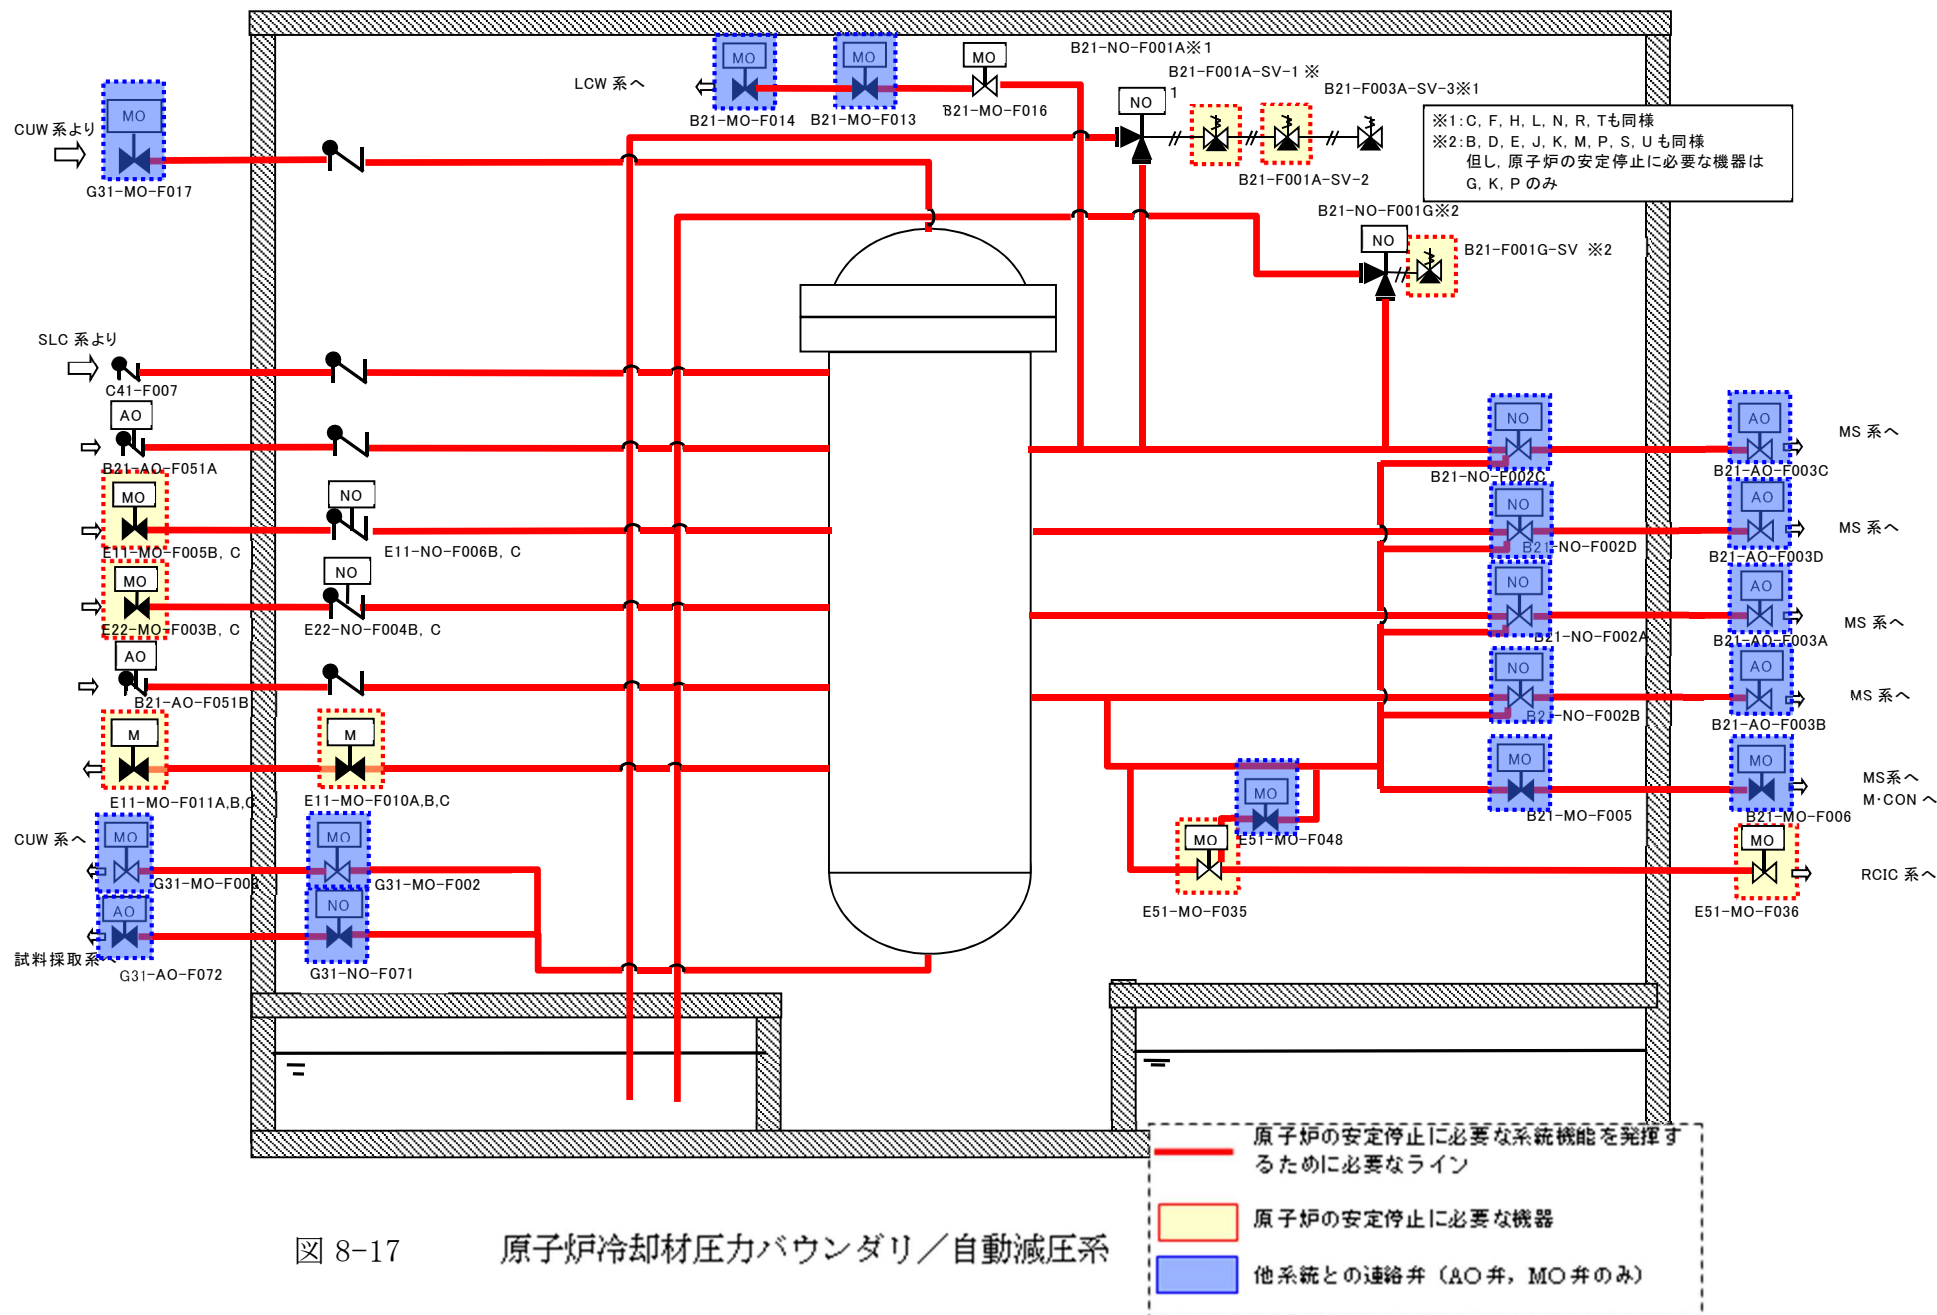 B21-NO-F001A※1
MO
MO
MO
LCW 系へ
B21-MO-F014
B21-MO-F013
B21-MO-F016
B21-F001A-SV-1 ※
1
B21-F003A-SV-3※1
NO
B21-F001A-SV-2
※1:C, F, H, L, N, R, Tも同様
※2:B, D, E, J, K, M, P, S, U も同様
但し, 原子炉の安定停止に必要な機器は
G, K, P のみ
MO
CUW 系より
G31-MO-F017
B21-NO-F001G※2
NO
B21-F001G-SV ※2
SLC 系より
C41-F007
AO
B21-AO-F051A
MO
NO
E11-MO-F005B, C
E11-NO-F006B, C
MO
NO
E22-MO-F003B, C
E22-NO-F004B, C
AO
B21-AO-F051B
M
M
E11-MO-F011A,B,C
E11-MO-F010A,B,C
CUW 系へ
MO
MO
G31-MO-F003
G31-MO-F002
AO
NO
試料採取系へ
G31-AO-F072
G31-NO-F071
NO
AO
MS 系へ
B21-NO-F002C
B21-AO-F003C
NO
AO
MS 系へ
B21-NO-F002D
B21-AO-F003D
NO
AO
MS 系へ
B21-NO-F002A
B21-AO-F003A
NO
AO
MS 系へ
B21-NO-F002B
B21-AO-F003B
MO
MO
MS系へ
M·CON へ
B21-MO-F005
B21-MO-F006
MO
E51-MO-F048
MO
MO
RCIC 系へ
E51-MO-F035
E51-MO-F036
原子炉の安定停止に必要な系統機能を発揮す
るために必要なライン
原子炉の安定停止に必要な機器
他系統との連絡弁（AO弁，MO弁のみ）
図 8-17 原子炉冷却材圧力バウンダリ／自動減圧系